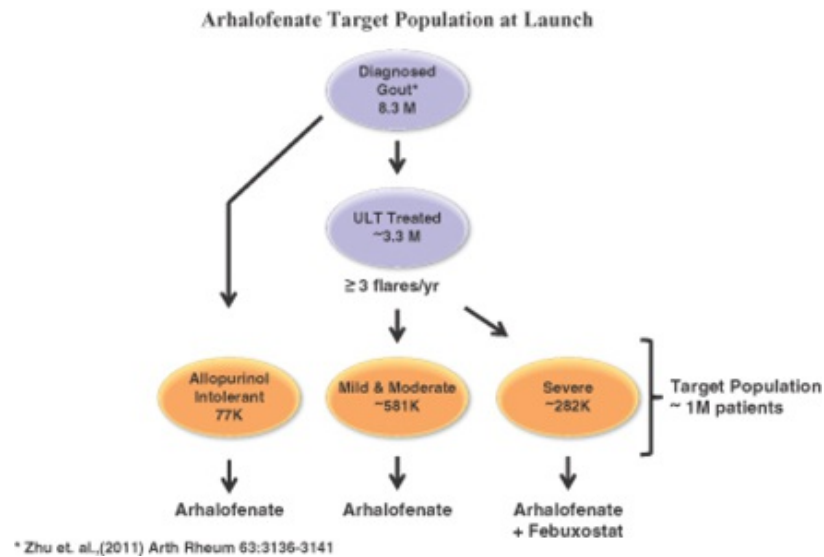 Arhalofenate Target Population at Launch
Diagnosed
Gout*
8.3 M
ULT Treated
~3.3 M
≥ 3 flares/yr
Allopurinol
Intolerant
77K
Mild & Moderate
~581K
Severe
~282K
Target Population
~ 1M patients
Arhalofenate
Arhalofenate
Arhalofenate
+ Febuxostat
* Zhu et. al.,(2011) Arth Rheum 63:3136-3141